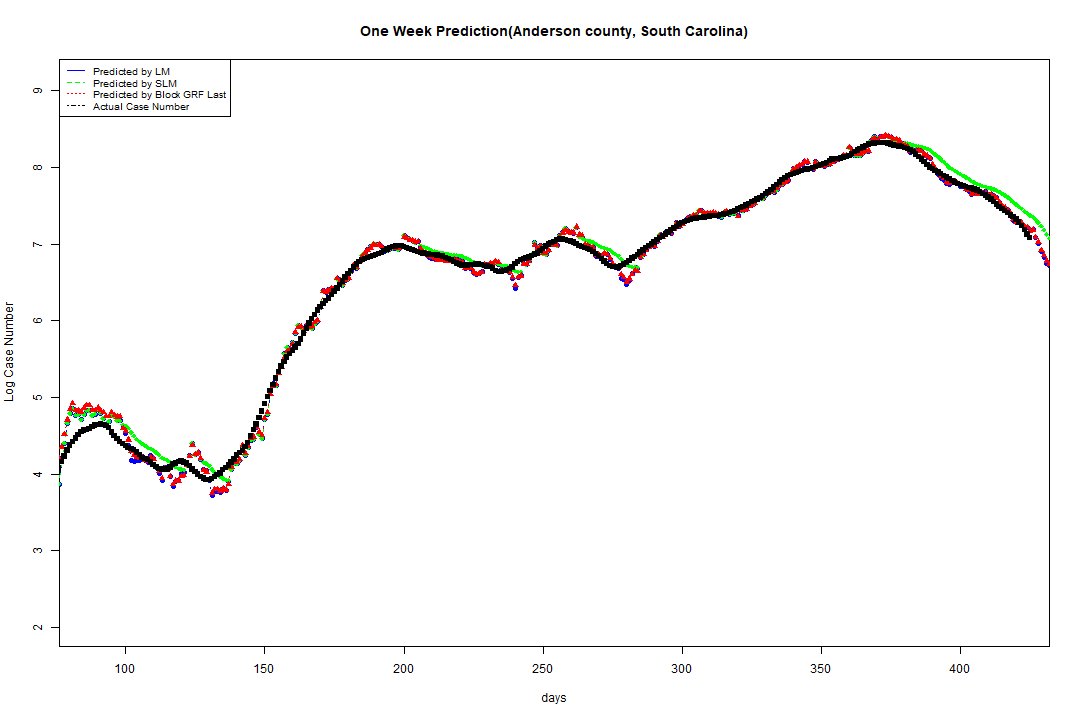 One Week Prediction(Anderson county, South Carolina)
Predicted by LM
Predicted by SLM
Predicted by Block GRF Last
Actual Case Number
Log Case Number
9
8
7
6
5
4
3
2
100 150 200 250 300 350 400
days